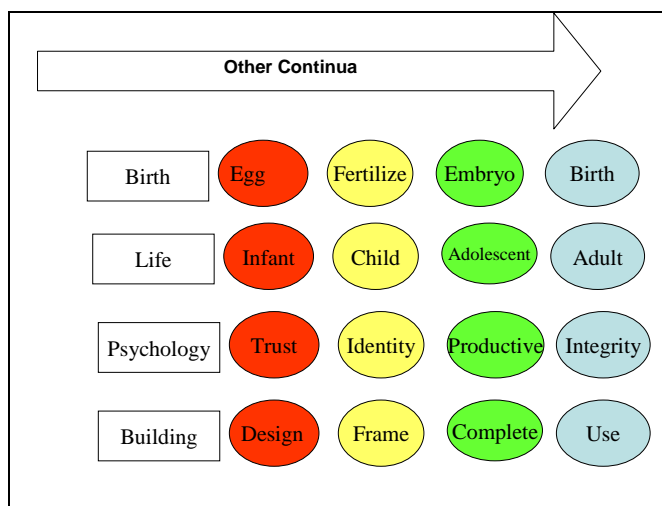 Other Continua
Birth Egg Fertilize Embryo Birth
Life Infant Child Adolescent Adult
Psychology Trust Identity Productive Integrity
Building Design Frame Complete Use